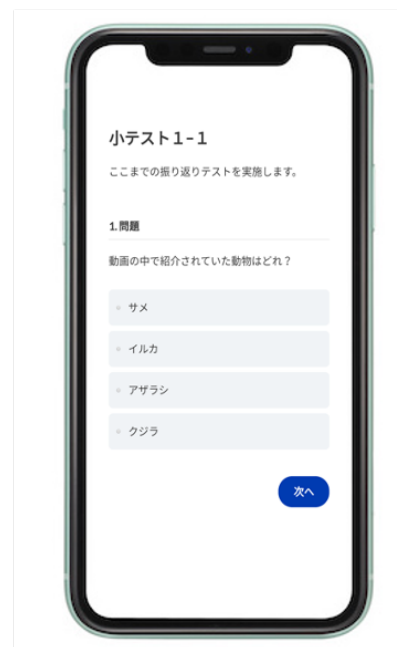 小テスト1-1
ここまでの振り返りテストを実施します。
1. 問題
動画の中で紹介されていた動物はどれ？
サメ
イルカ
アザラシ
クジラ
次へ